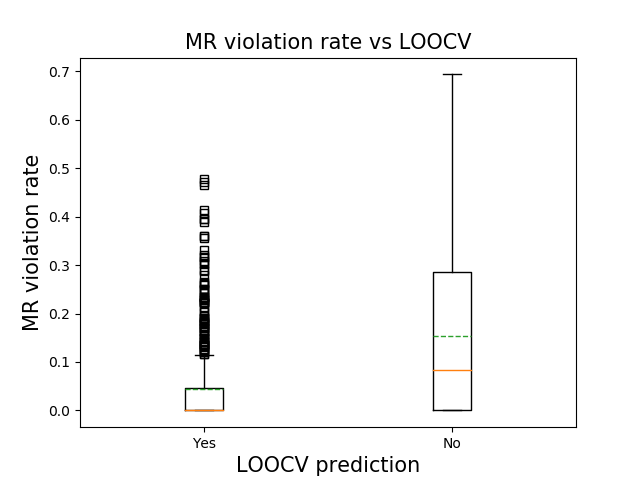 MR violation rate vs LOOCV
MR violation rate
0.7
0.6
0.5
0.4
0.3
0.2
0.1
0.0
Yes
No
LOOCV prediction